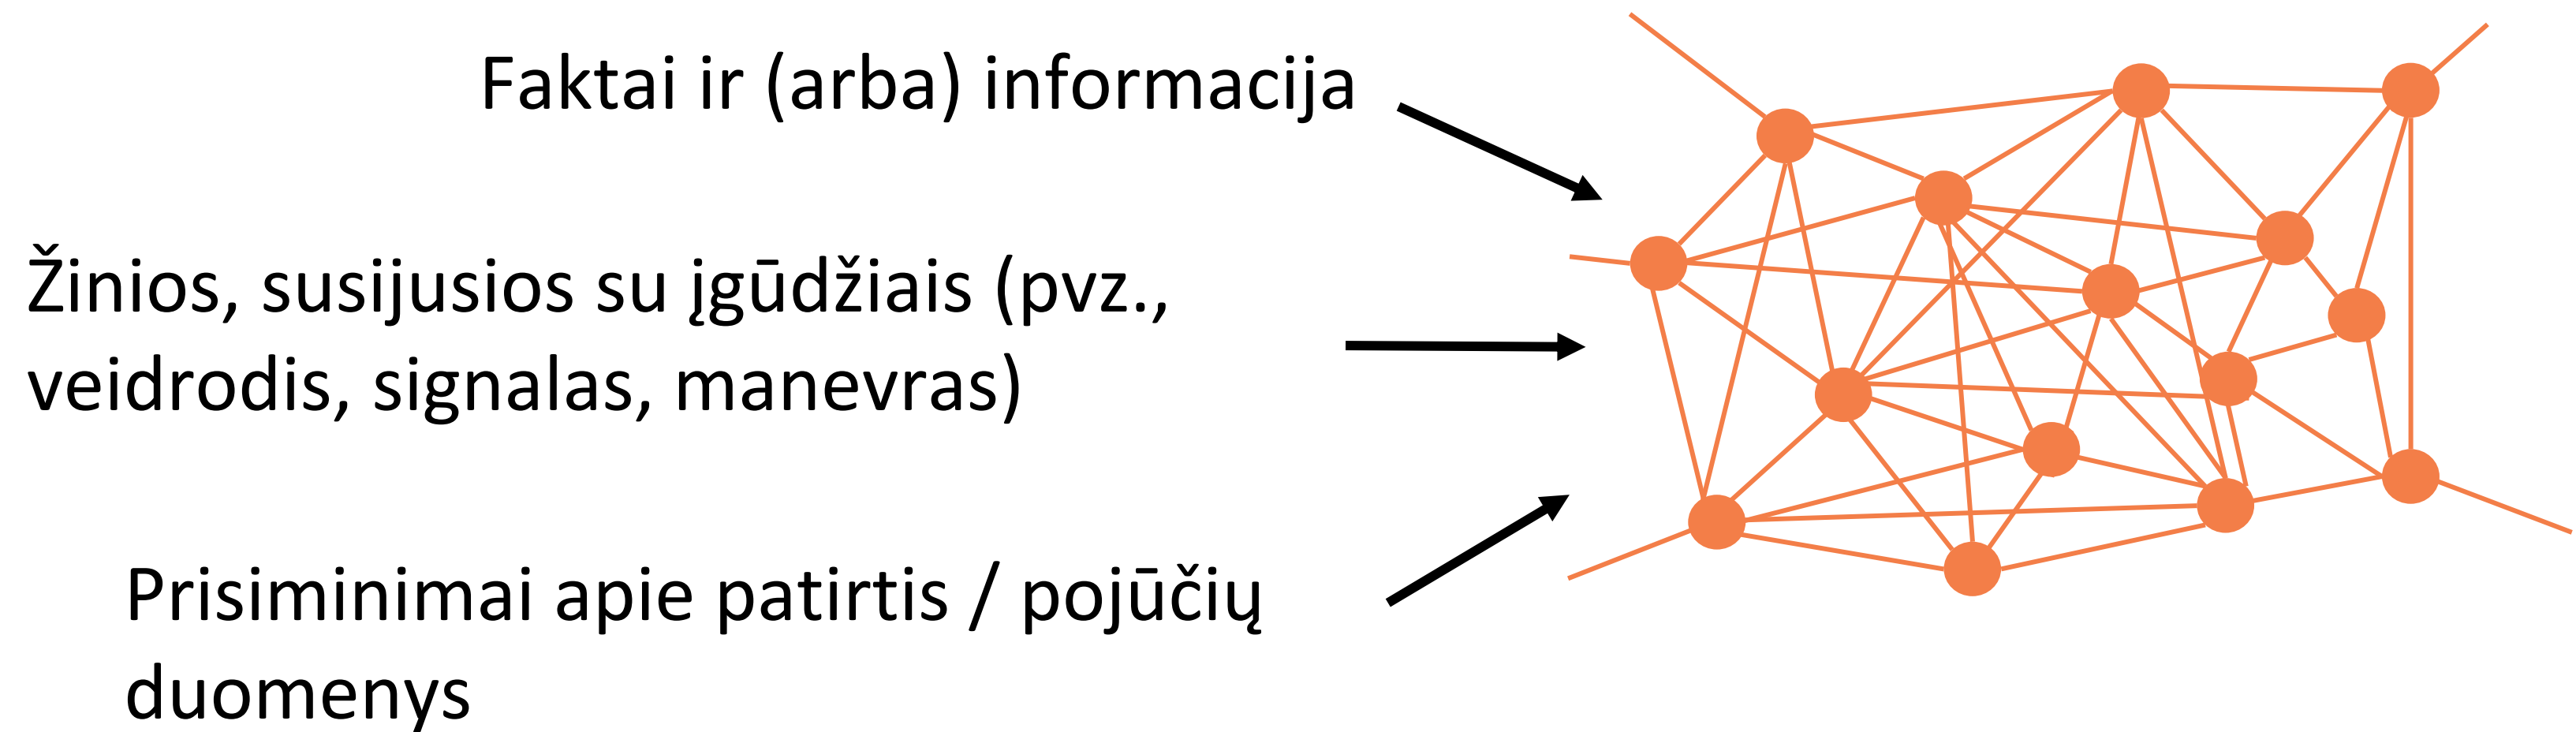 Faktai ir (arba) informacija
Žinios, susijusios su įgūdžiais (pvz.,
veidrodis, signalas, manevras)
Prisiminimai apie patirtis / pojūčių
duomenys